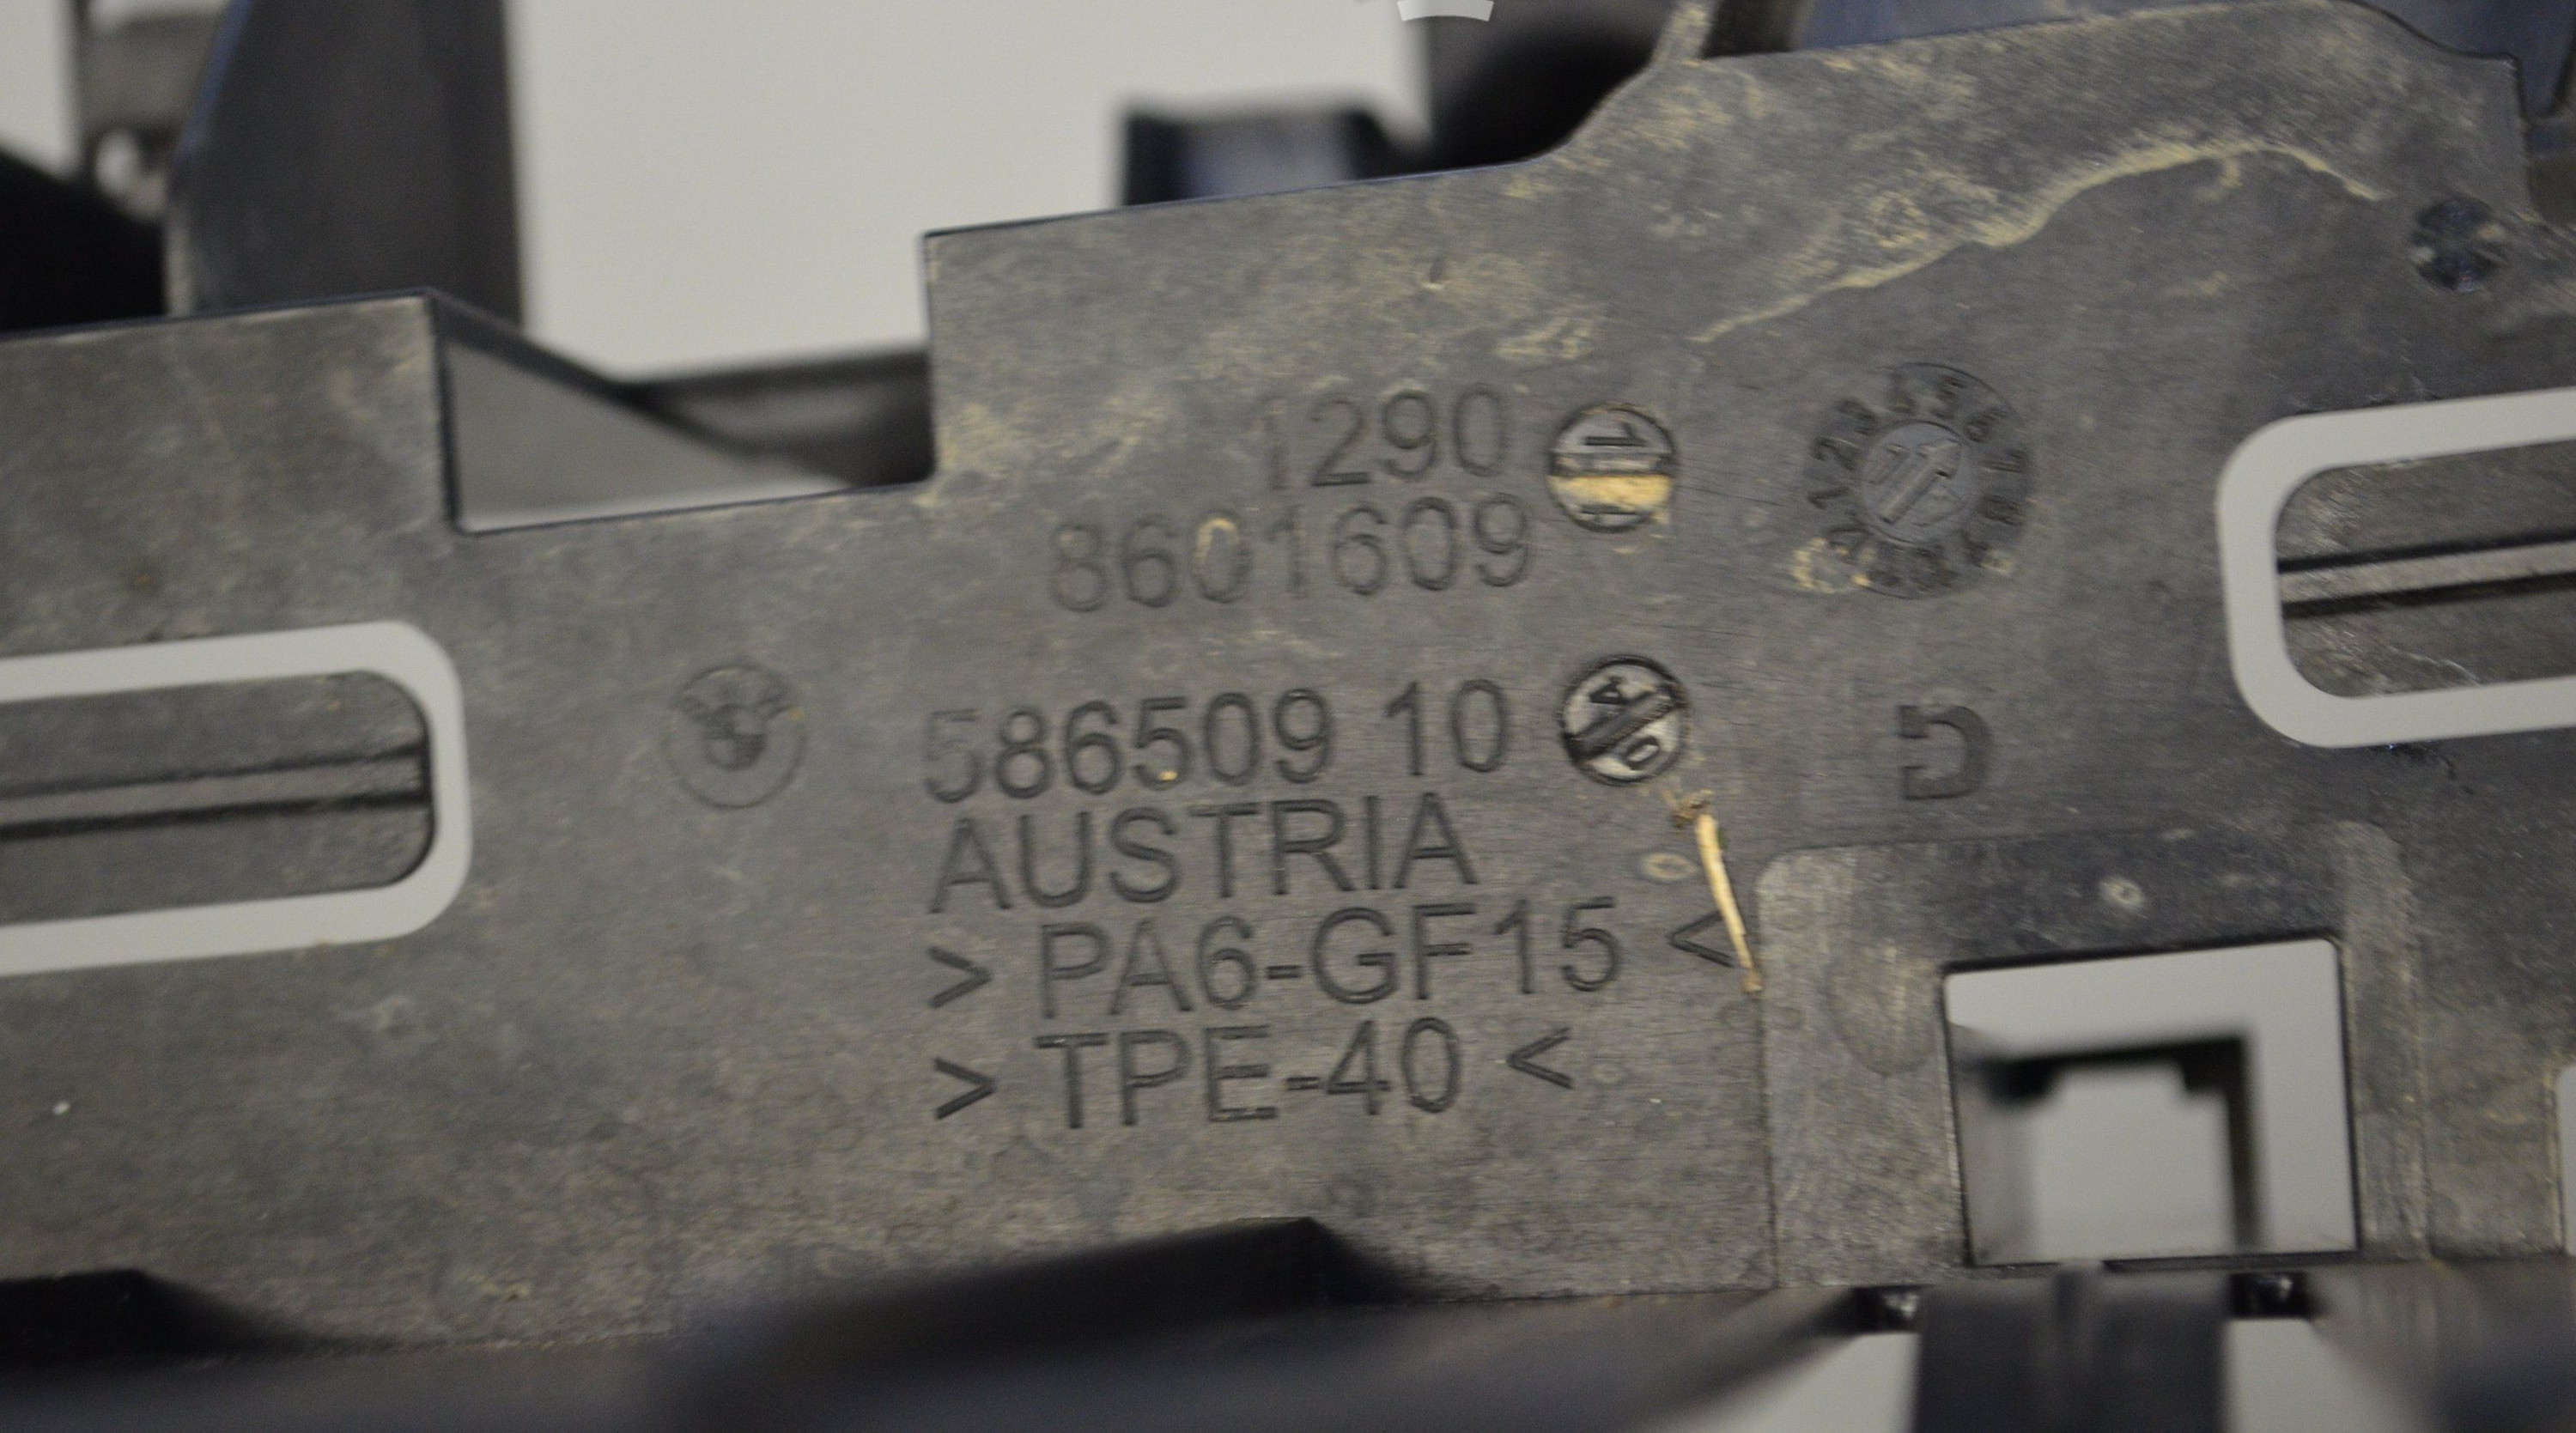 1290
8601609
586509 10
AUSTRIA
> PA6-GF15 <
> TPE-40 <